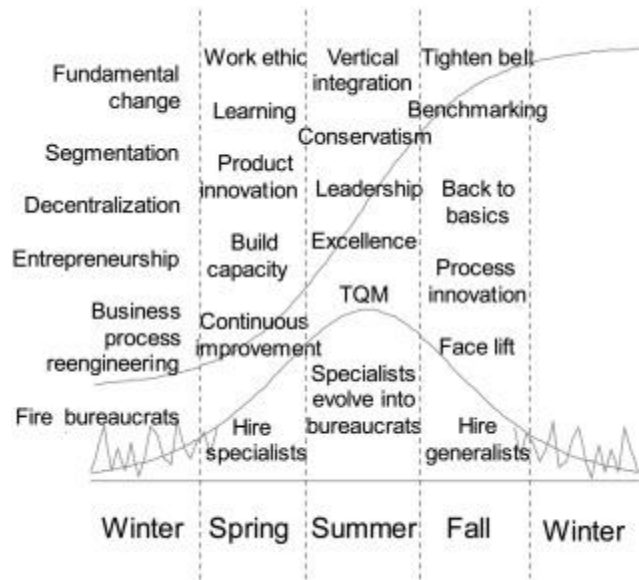 Fundamental
change
Segmentation
Decentralization
Entrepreneurship
Business
process
reengineering
Fire bureaucrats
Work ethic
Learning
Product
innovation
Build
capacity
Continuous
improvement
Hire
specialists
Vertical
integration
Conservatism
Leadership
Excellence
TQM
Specialists
evolve into
bureaucrats
Tighten belt
Benchmarking
Back to
basics
Process
innovation
Face lift
Hire
generalists
Winter
Spring
Summer
Fall
Winter